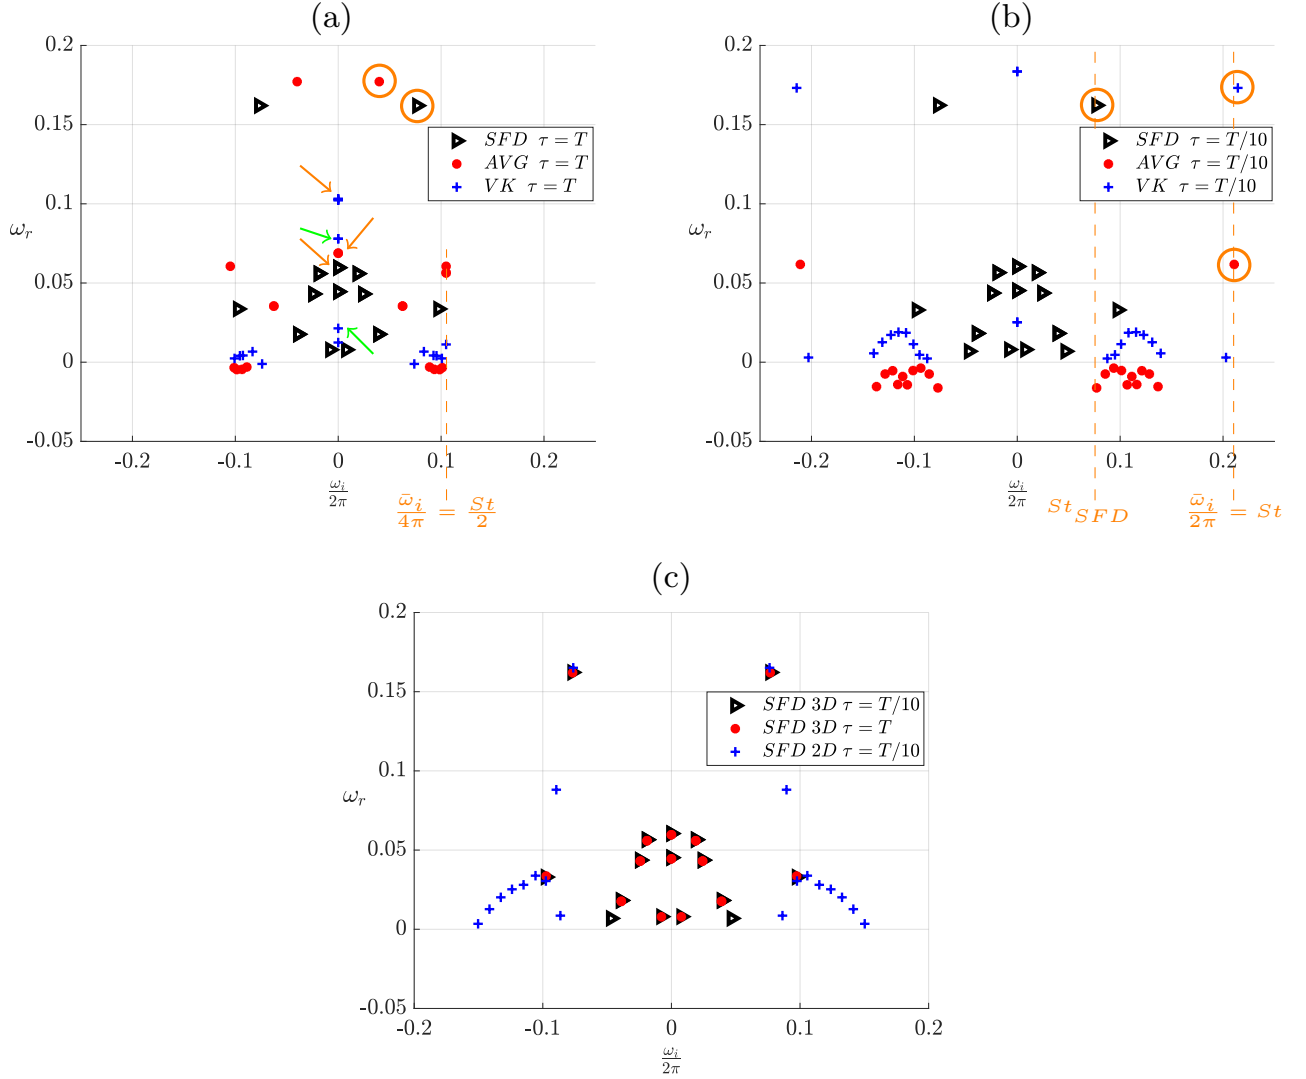 (a)
0.2
0.15
0.1
0.05
0
-0.05
ω_r
SFD τ = T
AVG τ = T
VK τ = T
-0.2 -0.1 0 0.1 0.2
ω_i/2π
ω̄_i/4π = St/2
(b)
0.2
0.15
0.1
0.05
0
-0.05
ω_r
SFD τ = T/10
AVG τ = T/10
VK τ = T/10
-0.2 -0.1 0 0.1 0.2
ω_i/2π
St_SFD
ω̄_i/2π = St
(c)
0.2
0.15
0.1
0.05
0
-0.05
ω_r
SFD 3D τ = T/10
SFD 3D τ = T
SFD 2D τ = T/10
-0.2 -0.1 0 0.1 0.2
ω_i/2π